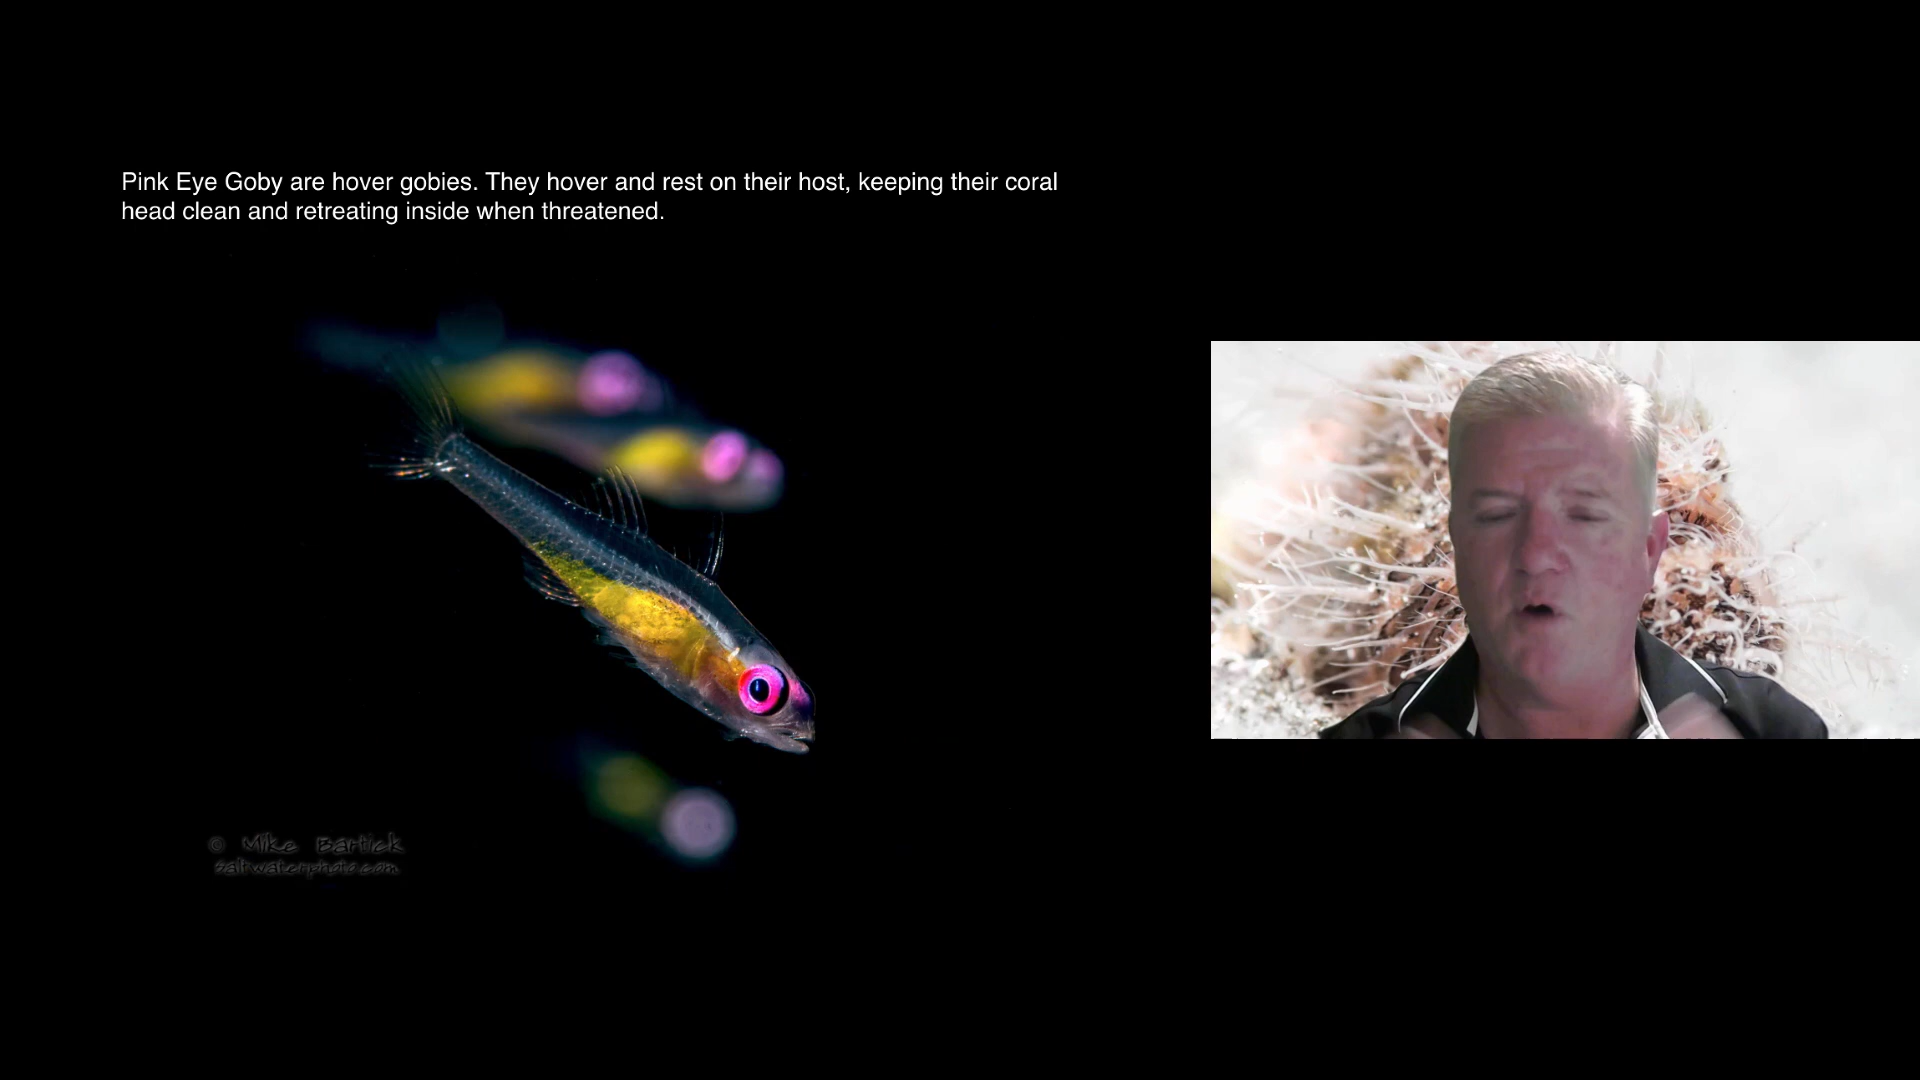 Pink Eye Goby are hover gobies. They hover and rest on their host, keeping their coral
head clean and retreating inside when threatened.
© Mike Bartick
saltwaterphoto.com